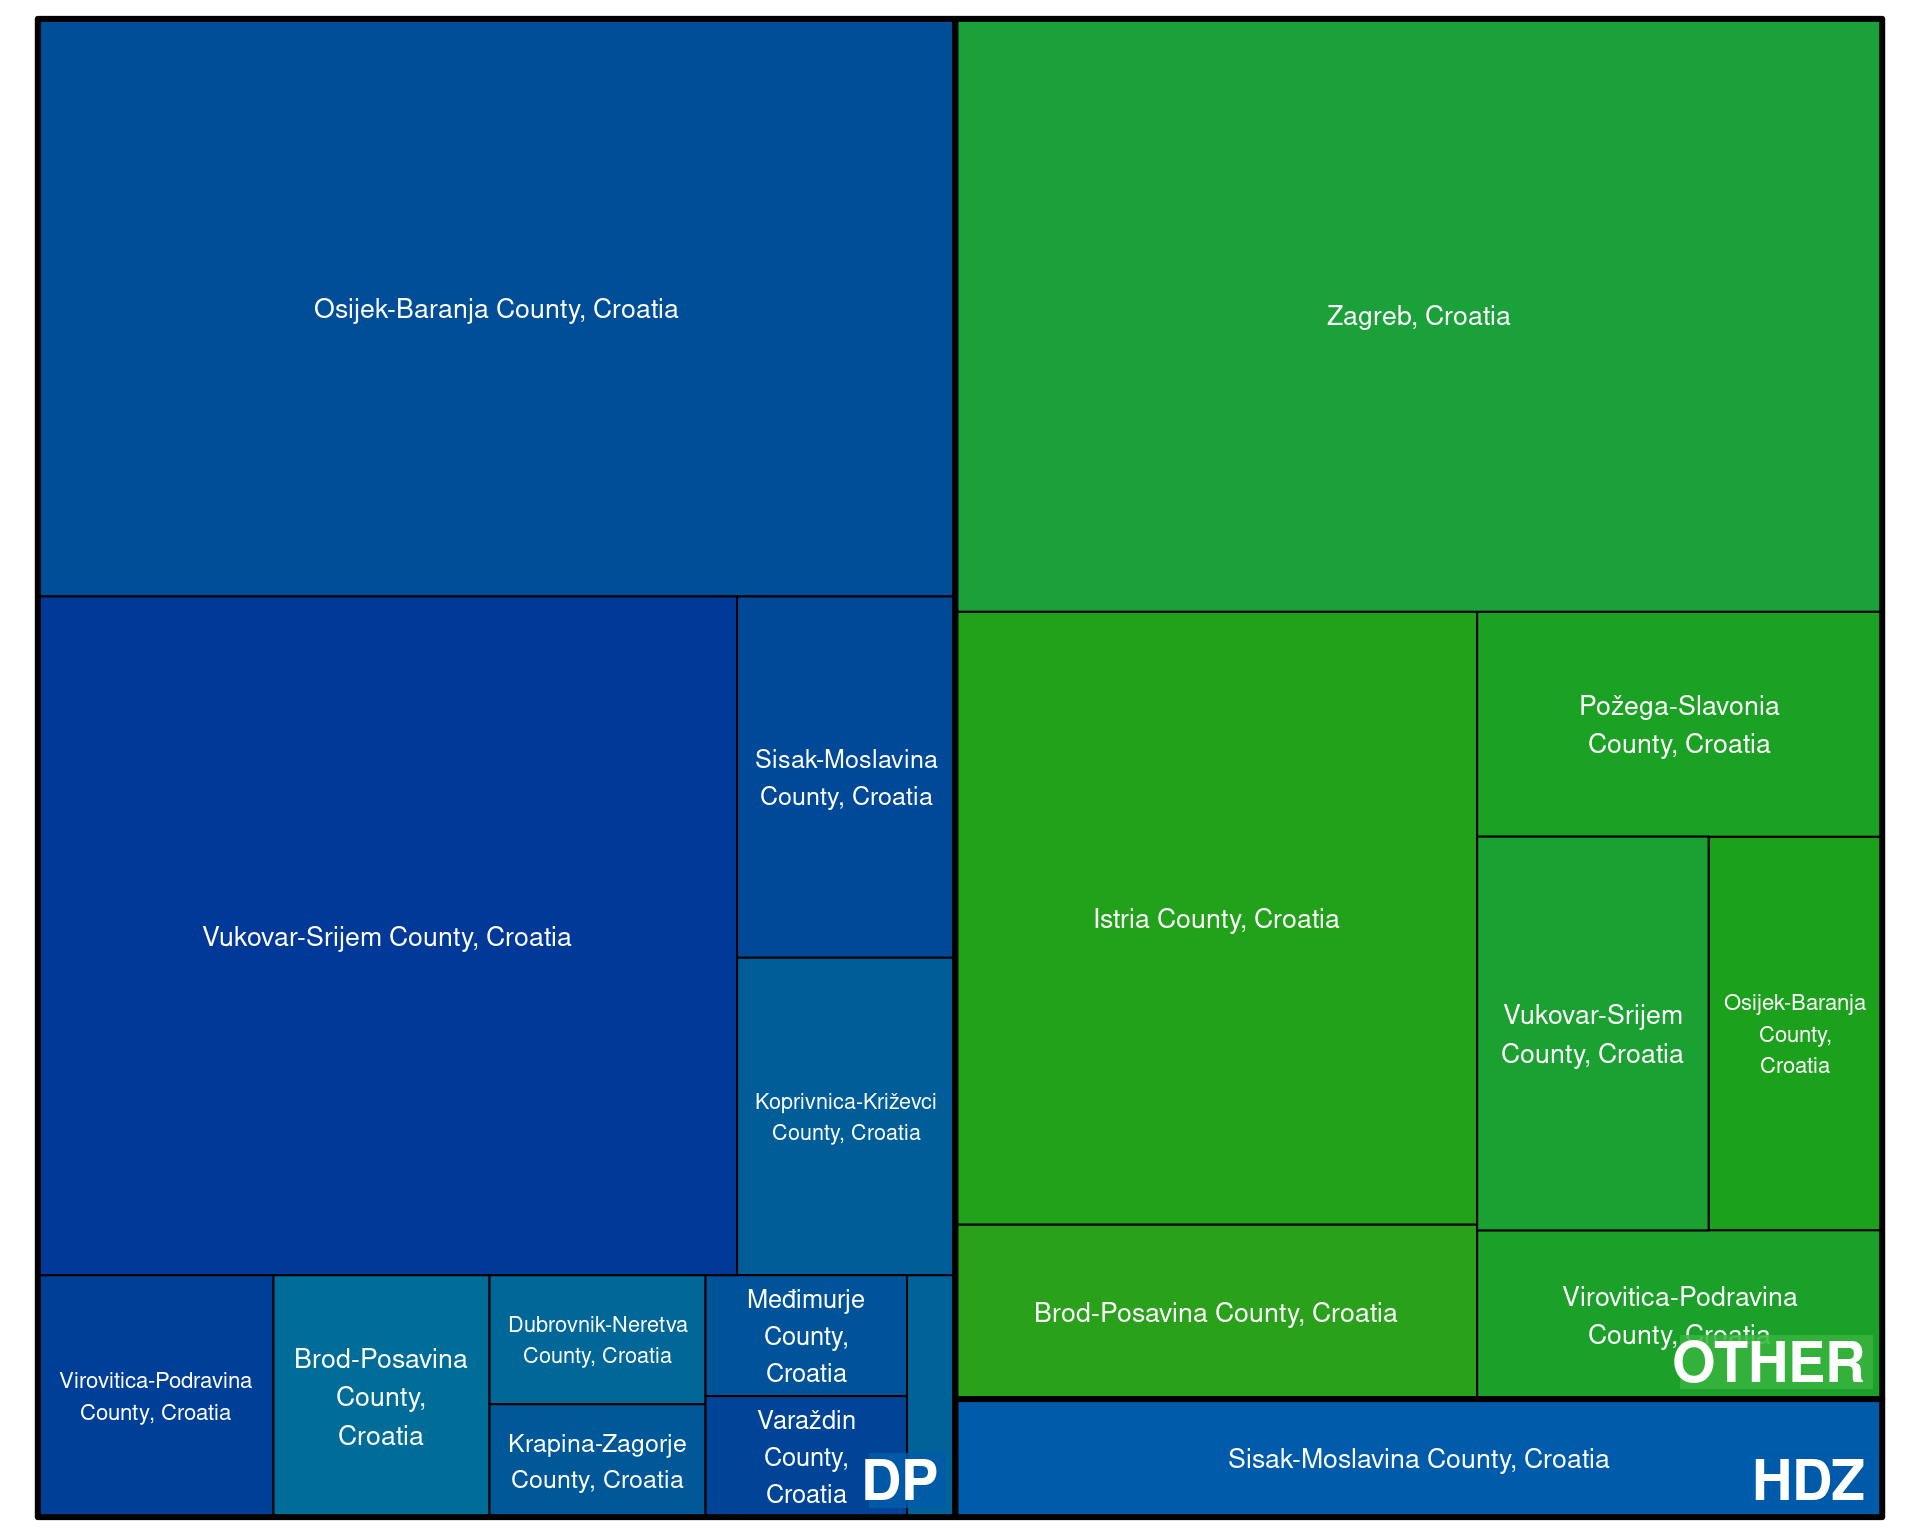 Osijek-Baranja County, Croatia
Vukovar-Srijem County, Croatia
Sisak-Moslavina
County, Croatia
Koprivnica-Križevci
County, Croatia
Virovitica-Podravina
County, Croatia
Brod-Posavina
County,
Croatia
Dubrovnik-Neretva
County, Croatia
Krapina-Zagorje
County, Croatia
Međimurje
County,
Croatia
Varaždin
County,
Croatia
DP
Zagreb, Croatia
Istria County, Croatia
Požega-Slavonia
County, Croatia
Vukovar-Srijem
County, Croatia
Osijek-Baranja
County,
Croatia
Brod-Posavina County, Croatia
Virovitica-Podravina
County, Croatia
OTHER
Sisak-Moslavina County, Croatia
HDZ